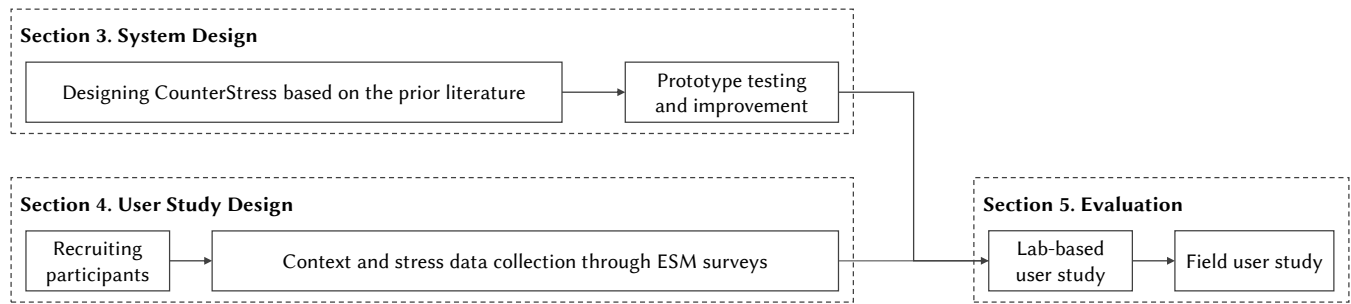 Section 3. System Design
Designing CounterStress based on the prior literature
Prototype testing
and improvement
Section 4. User Study Design
Recruiting
participants
Context and stress data collection through ESM surveys
Section 5. Evaluation
Lab-based
user study
Field user study